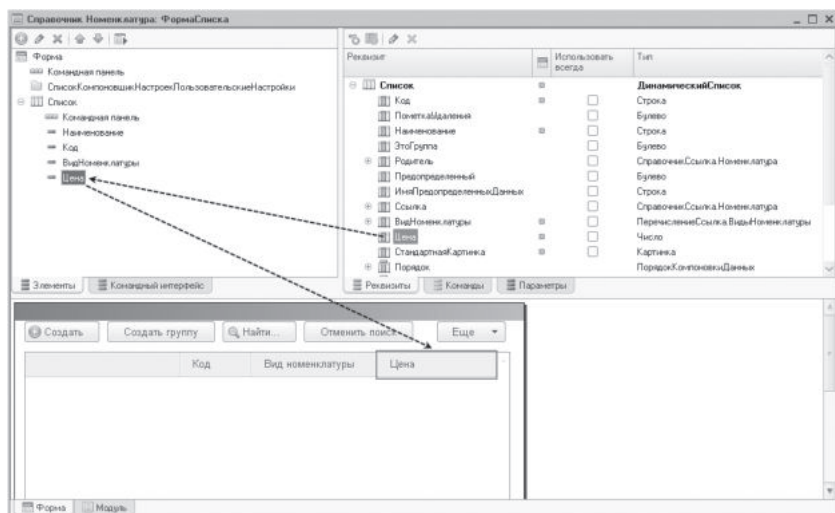 Справочник Номенклатура: ФормаСписка
Форма
Командная панель
СписокКомпоновщикНастроекПользовательскиеНастройки
Список
Командная панель
Наименование
Код
ВидНоменклатуры
Цена
Элементы
Командный интерфейс
Реквизит
Использовать всегда
Тип
Список
ДинамическийСписок
Код
Строка
ПометкаУдаления
Булево
Наименование
Строка
ЭтоГруппа
Булево
Родитель
СправочникСсылка.Номенклатура
Предопределенный
Булево
ИмяПредопределенныхДанных
Строка
Ссылка
СправочникСсылка.Номенклатура
ВидНоменклатуры
ПеречислениеСсылка.ВидыНоменклатуры
Цена
Число
СтандартнаяКартинка
Картинка
Порядок
ПорядокКомпоновкиДанных
Реквизиты
Команды
Параметры
Создать
Создать группу
Найти...
Отменить поиск
Еще
Код
Вид номенклатуры
Цена
Форма
Модуль